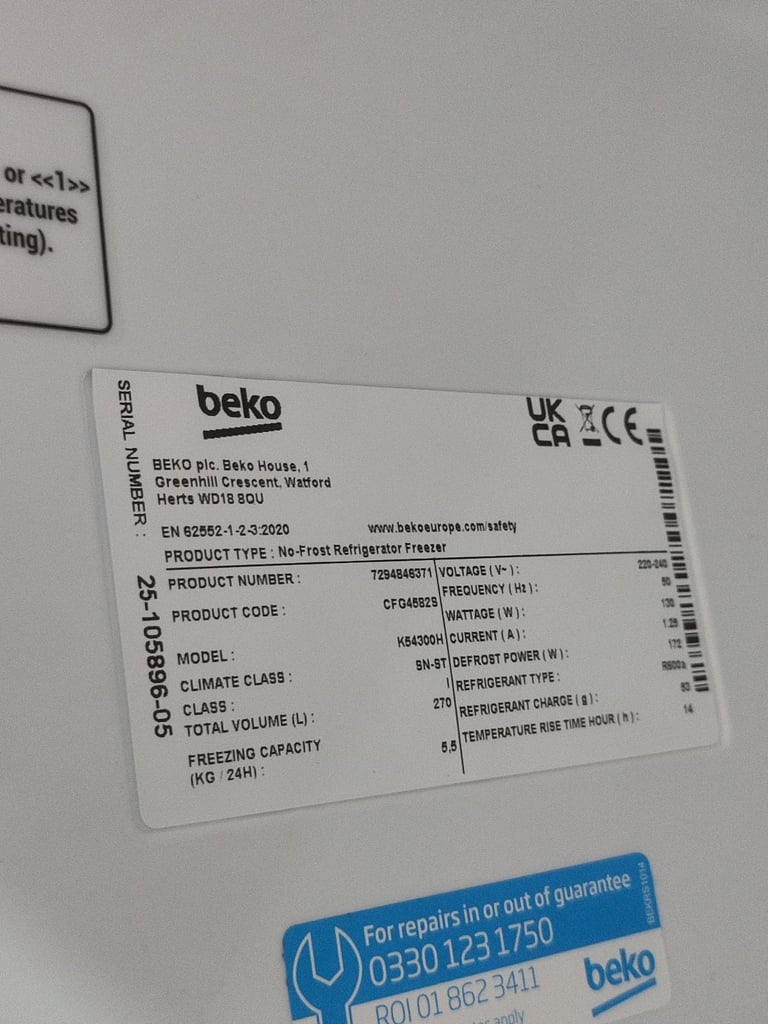 or <<1>>
eratures
ting).
SERIAL NUMBER :
25-105896-05
beko
UK
CA
CE
BEKO plc. Beko House, 1
Greenhill Crescent, Watford
Herts WD18 8QU
EN 62552-1-2-3:2020
www.bekoeurope.com/safety
PRODUCT TYPE : No-Frost Refrigerator Freezer
PRODUCT NUMBER : 7294846371
PRODUCT CODE : CFG4582S
MODEL : K54300H
CLIMATE CLASS : SN-ST
CLASS : I
TOTAL VOLUME (L) : 270
FREEZING CAPACITY
(KG / 24H) : 5,5
VOLTAGE ( V~ ) : 220-240
FREQUENCY ( Hz ) : 50
WATTAGE ( W ) : 130
CURRENT ( A ) : 1.25
DEFROST POWER ( W ) : 172
REFRIGERANT TYPE : R600a
REFRIGERANT CHARGE ( g ) : 53
TEMPERATURE RISE TIME HOUR ( h ) : 14
For repairs in or out of guarantee
0330 123 1750
ROI 01 862 3411
apply
beko
BEKRS1014